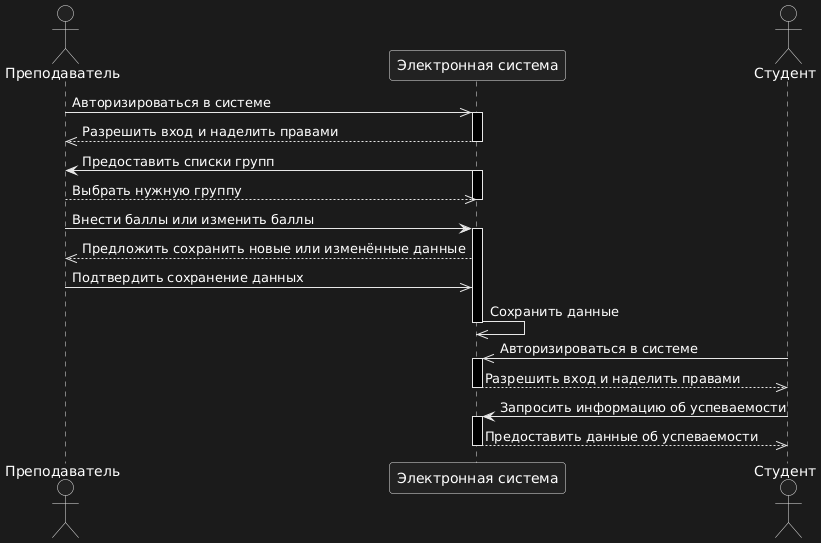 Преподаватель
Электронная система
Студент
Авторизироваться в системе
Разрешить вход и наделить правами
Предоставить списки групп
Выбрать нужную группу
Внести баллы или изменить баллы
Предложить сохранить новые или изменённые данные
Подтвердить сохранение данных
Сохранить данные
Авторизироваться в системе
Разрешить вход и наделить правами
Запросить информацию об успеваемости
Предоставить данные об успеваемости
Преподаватель
Электронная система
Студент